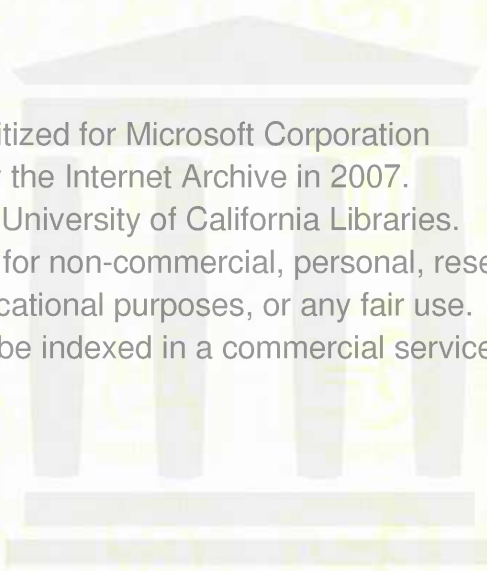 itized for Microsoft Corporation
the Internet Archive in 2007.
University of California Libraries.
for non-commercial, personal, rese
cational purposes, or any fair use.
be indexed in a commercial service